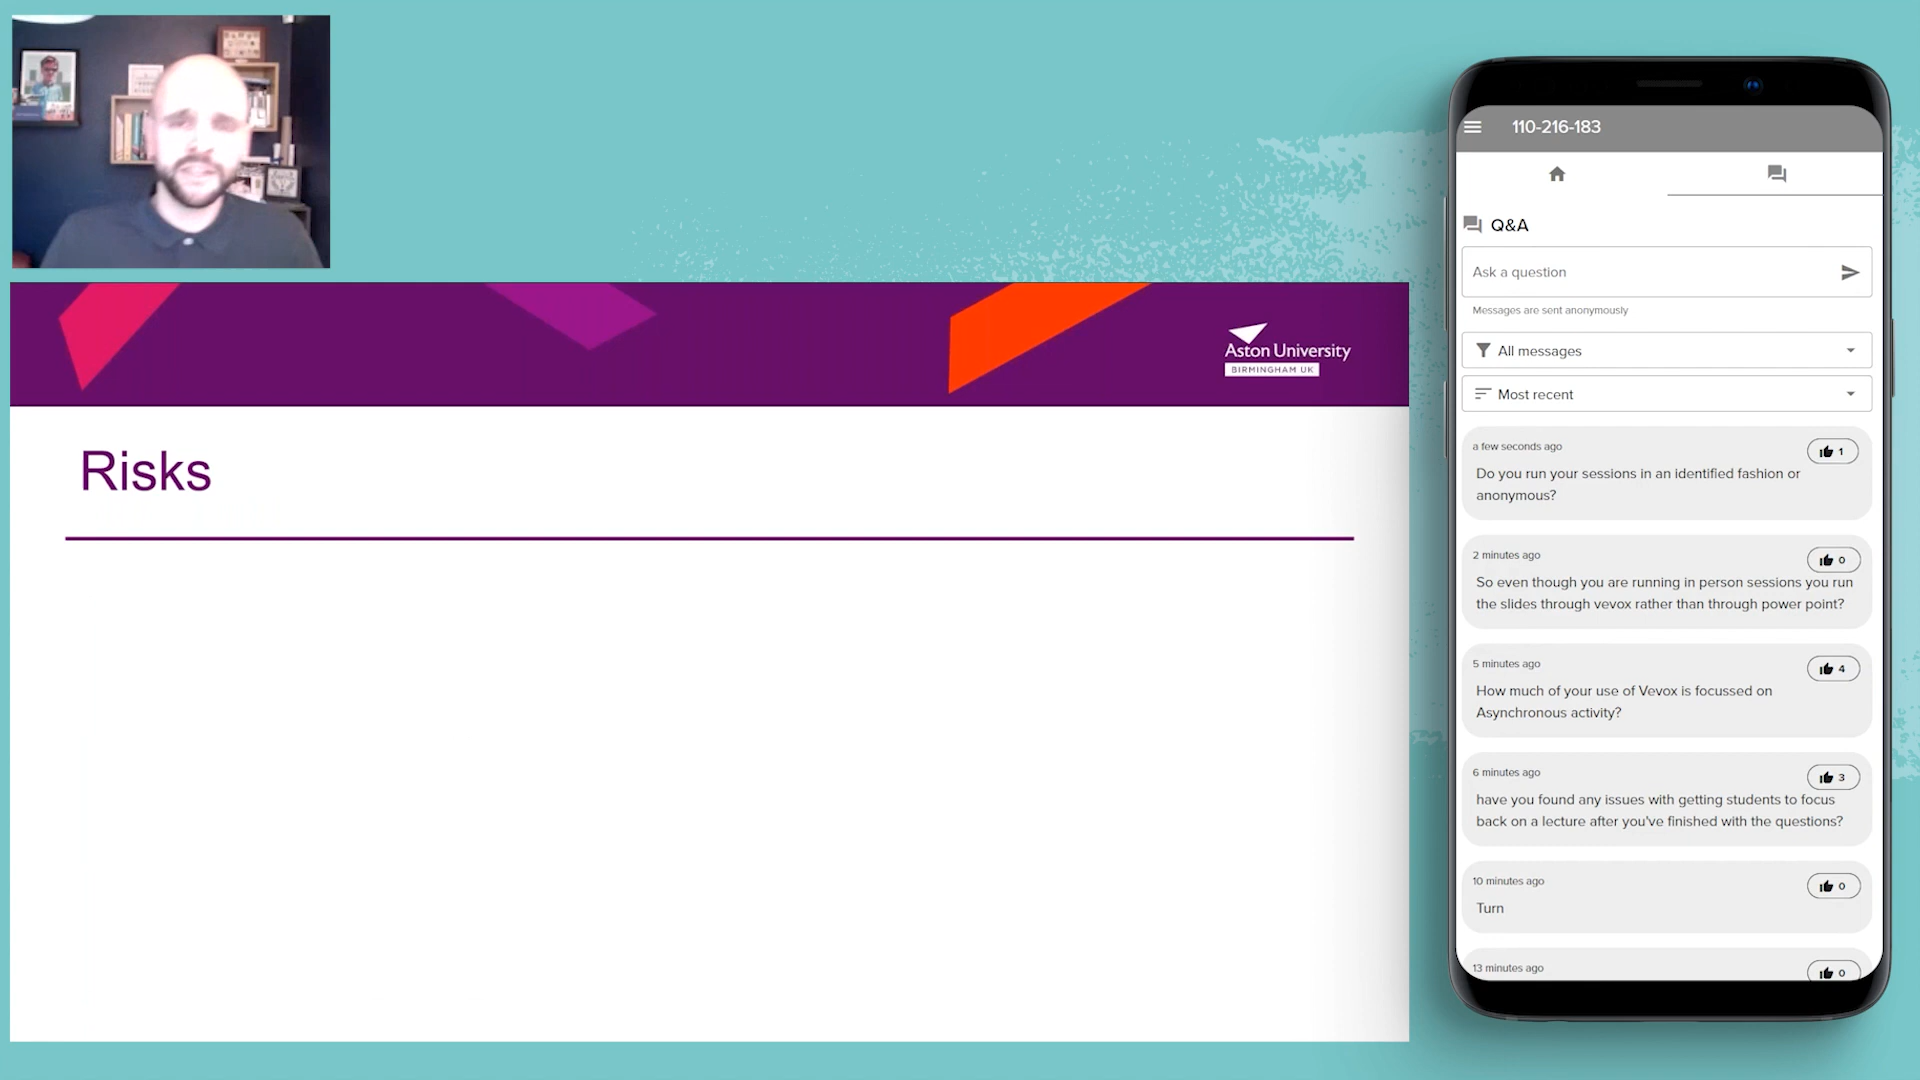 Aston University
BIRMINGHAM UK
Risks
110-216-183
Q&A
Ask a question
Messages are sent anonymously
All messages
Most recent
a few seconds ago
1
Do you run your sessions in an identified fashion or
anonymous?
2 minutes ago
0
So even though you are running in person sessions you run
the slides through vevox rather than through power point?
5 minutes ago
4
How much of your use of Vevox is focussed on
Asynchronous activity?
6 minutes ago
3
have you found any issues with getting students to focus
back on a lecture after you've finished with the questions?
10 minutes ago
0
Turn
13 minutes ago
0